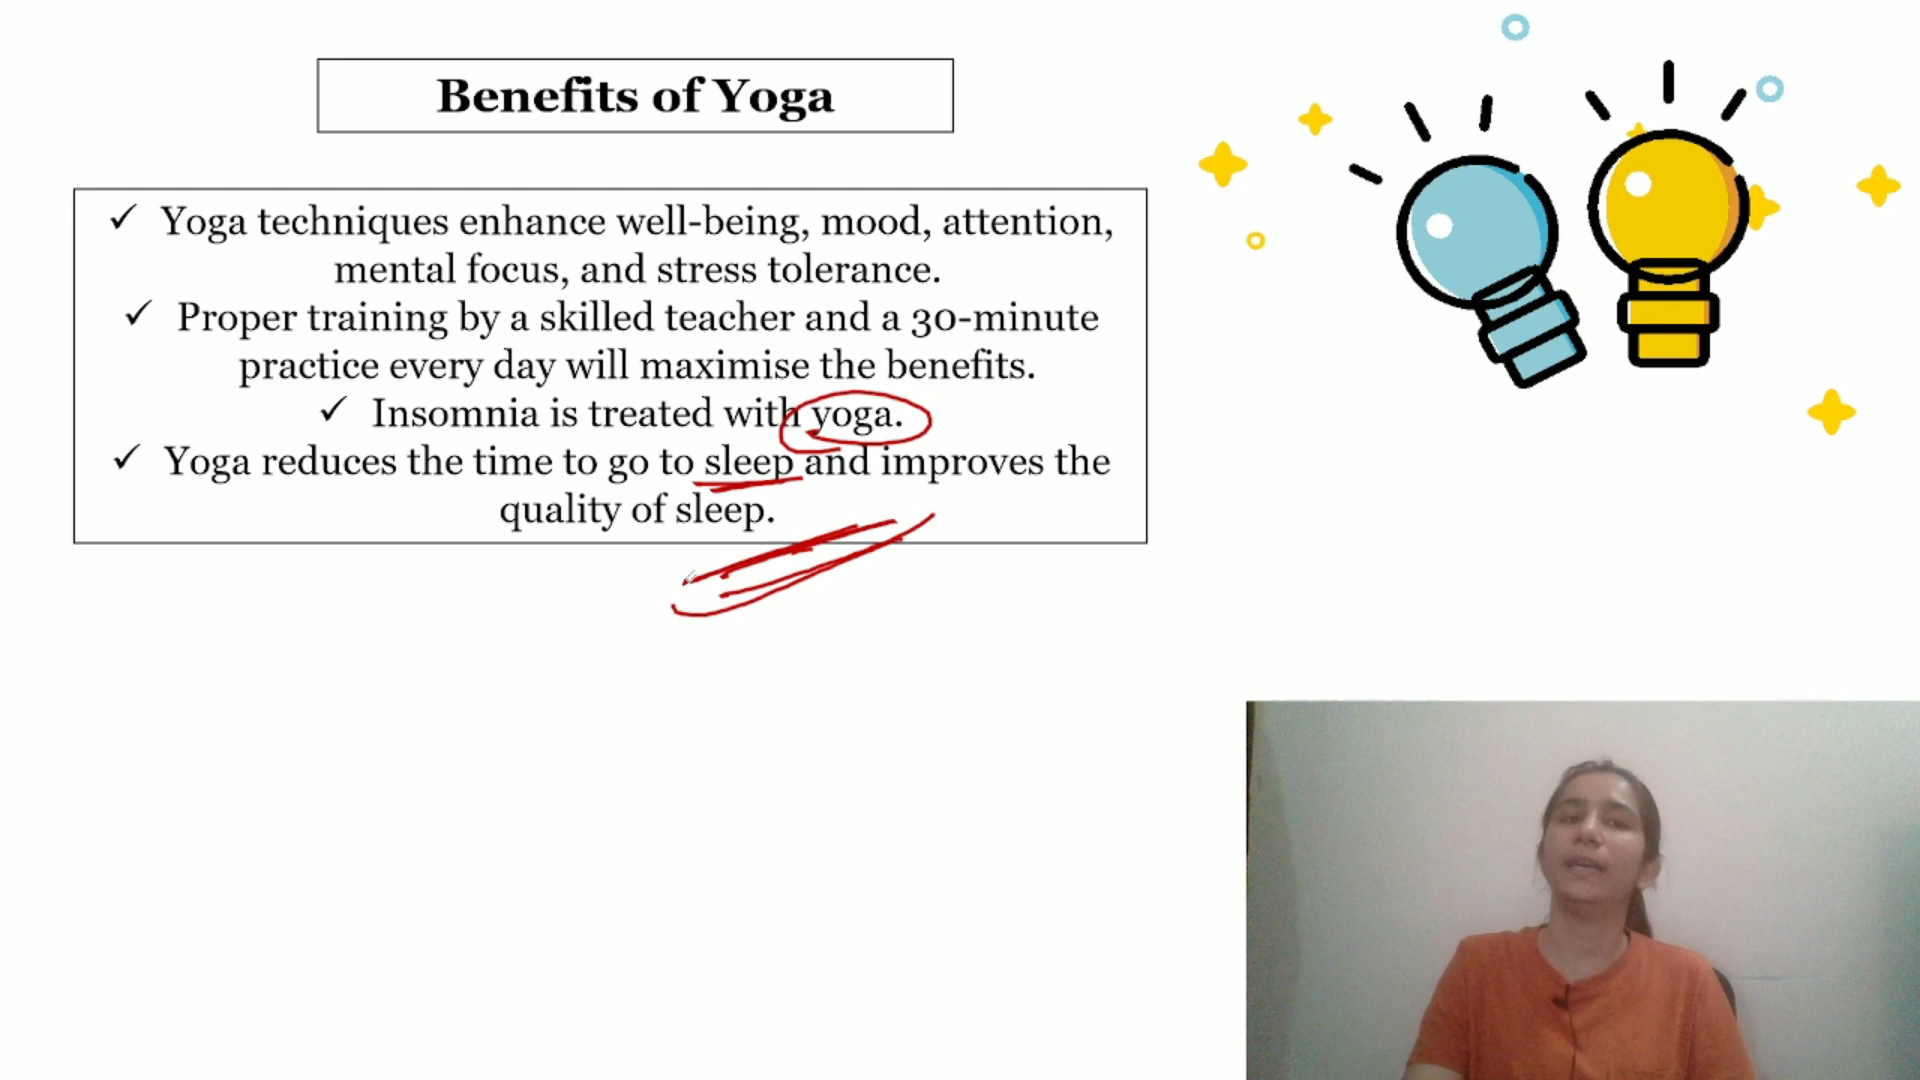 Benefits of Yoga
✓ Yoga techniques enhance well-being, mood, attention,
mental focus, and stress tolerance.
✓ Proper training by a skilled teacher and a 30-minute
practice every day will maximise the benefits.
✓ Insomnia is treated with yoga.
✓ Yoga reduces the time to go to sleep and improves the
quality of sleep.